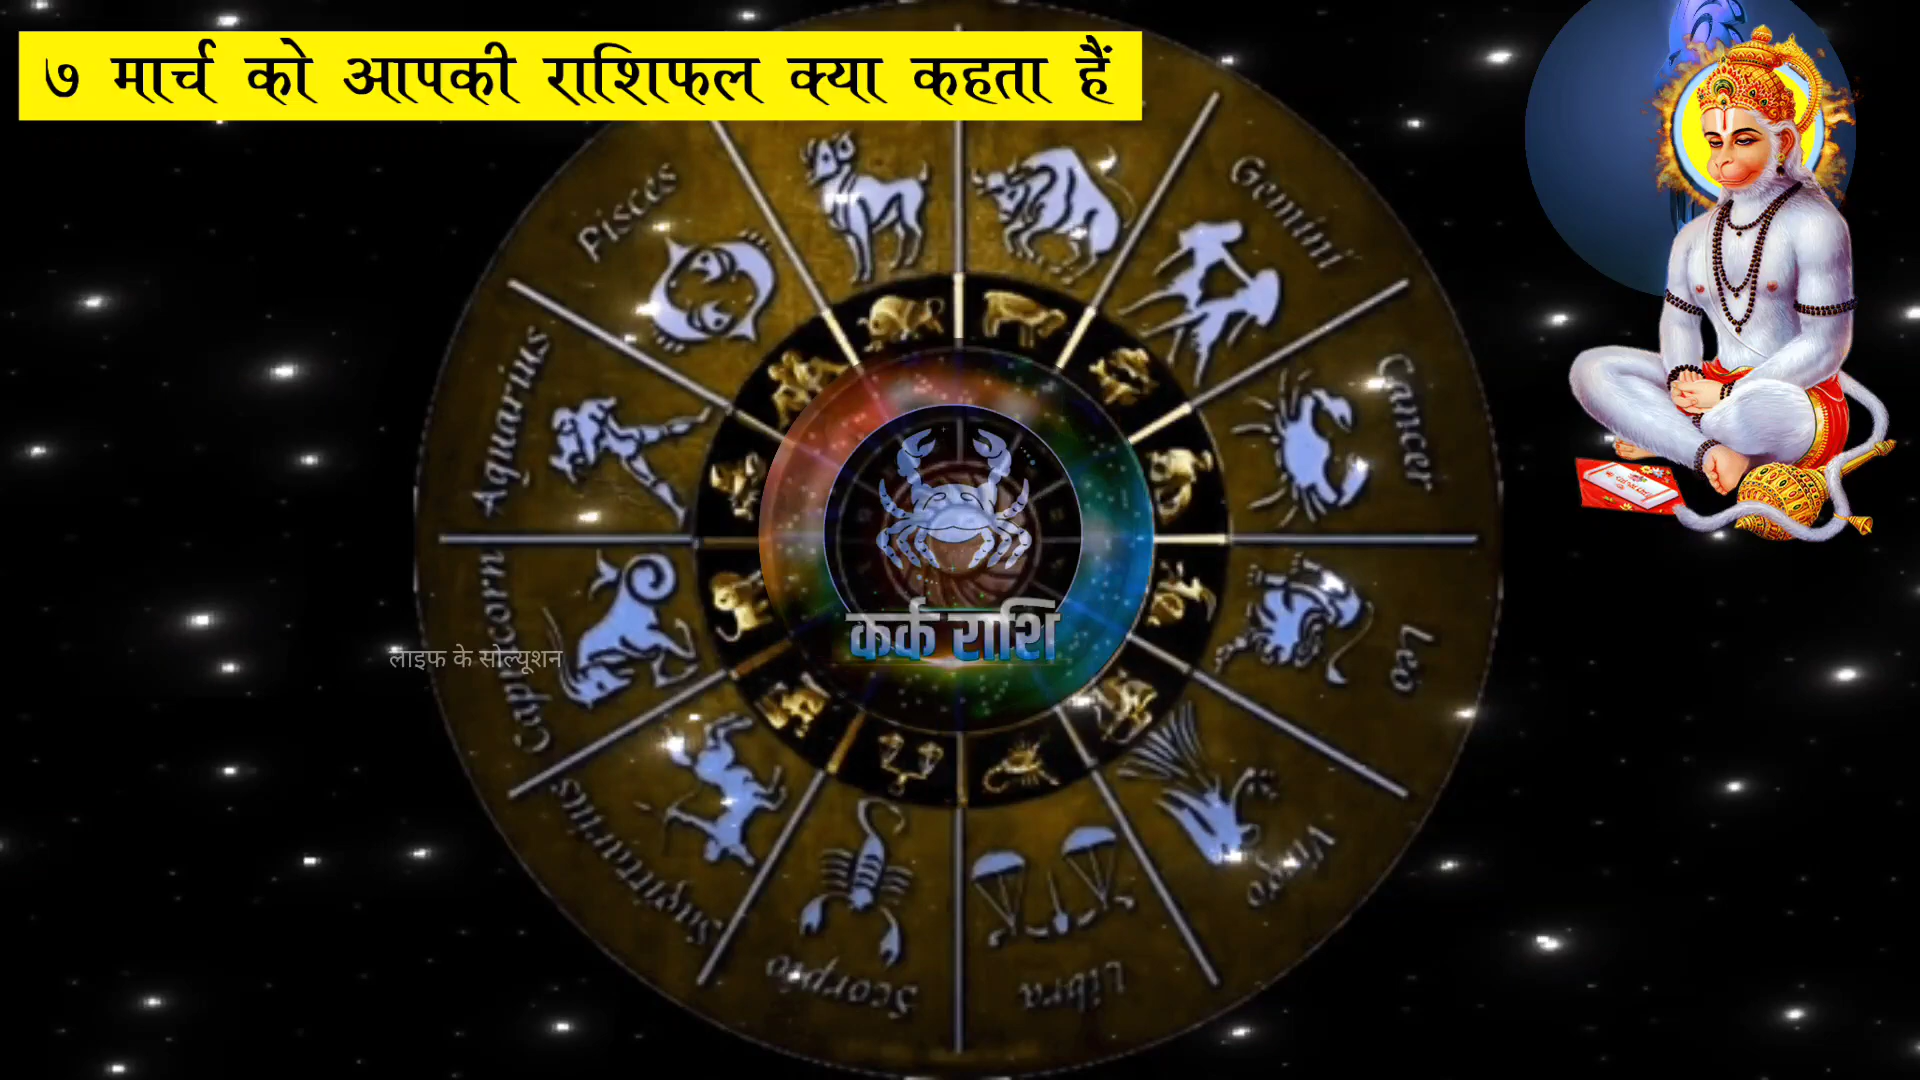 ७ मार्च को आपकी राशिफल क्या कहता हैं
Pisces
Gemini
Aquarius
Cancer
कर्क राशि
लाइफ के सोल्यूशन
Capricorn
Leo
Sagittarius
Virgo
Scorpio
Libra